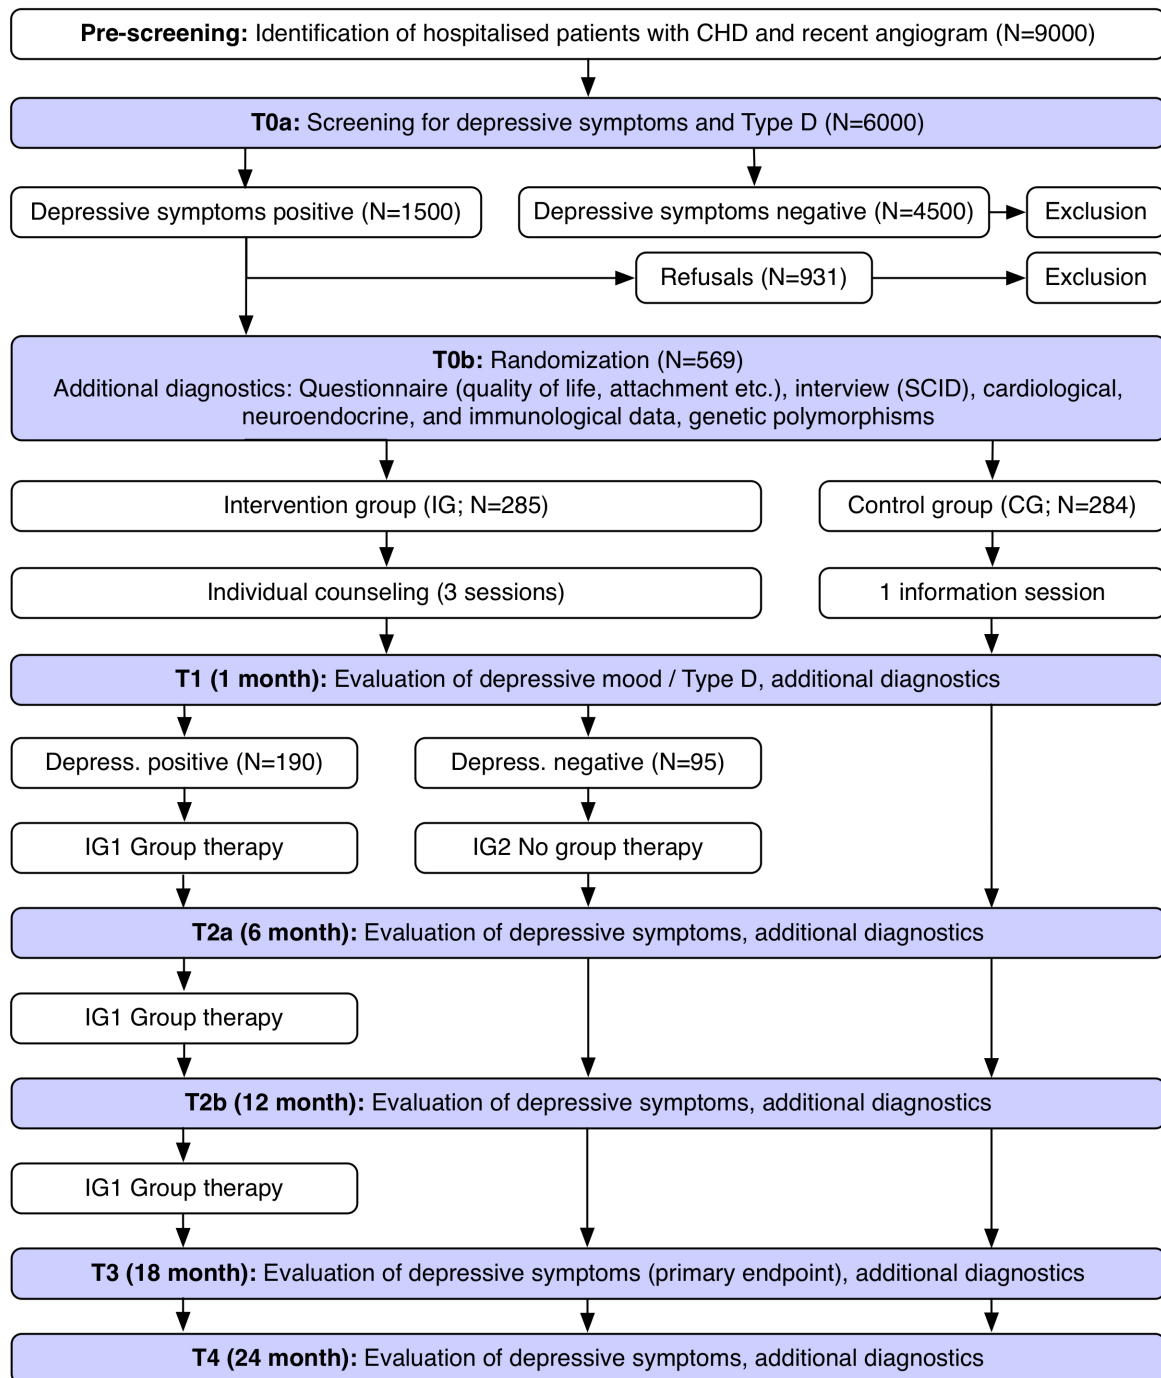 Pre-screening: Identification of hospitalised patients with CHD and recent angiogram (N=9000)
T0a: Screening for depressive symptoms and Type D (N=6000)
Depressive symptoms positive (N=1500)
Depressive symptoms negative (N=4500)
Exclusion
Refusals (N=931)
Exclusion
T0b: Randomization (N=569)
Additional diagnostics: Questionnaire (quality of life, attachment etc.), interview (SCID), cardiological,
neuroendocrine, and immunological data, genetic polymorphisms
Intervention group (IG; N=285)
Control group (CG; N=284)
Individual counseling (3 sessions)
1 information session
T1 (1 month): Evaluation of depressive mood / Type D, additional diagnostics
Depress. positive (N=190)
Depress. negative (N=95)
IG1 Group therapy
IG2 No group therapy
T2a (6 month): Evaluation of depressive symptoms, additional diagnostics
IG1 Group therapy
T2b (12 month): Evaluation of depressive symptoms, additional diagnostics
IG1 Group therapy
T3 (18 month): Evaluation of depressive symptoms (primary endpoint), additional diagnostics
T4 (24 month): Evaluation of depressive symptoms, additional diagnostics